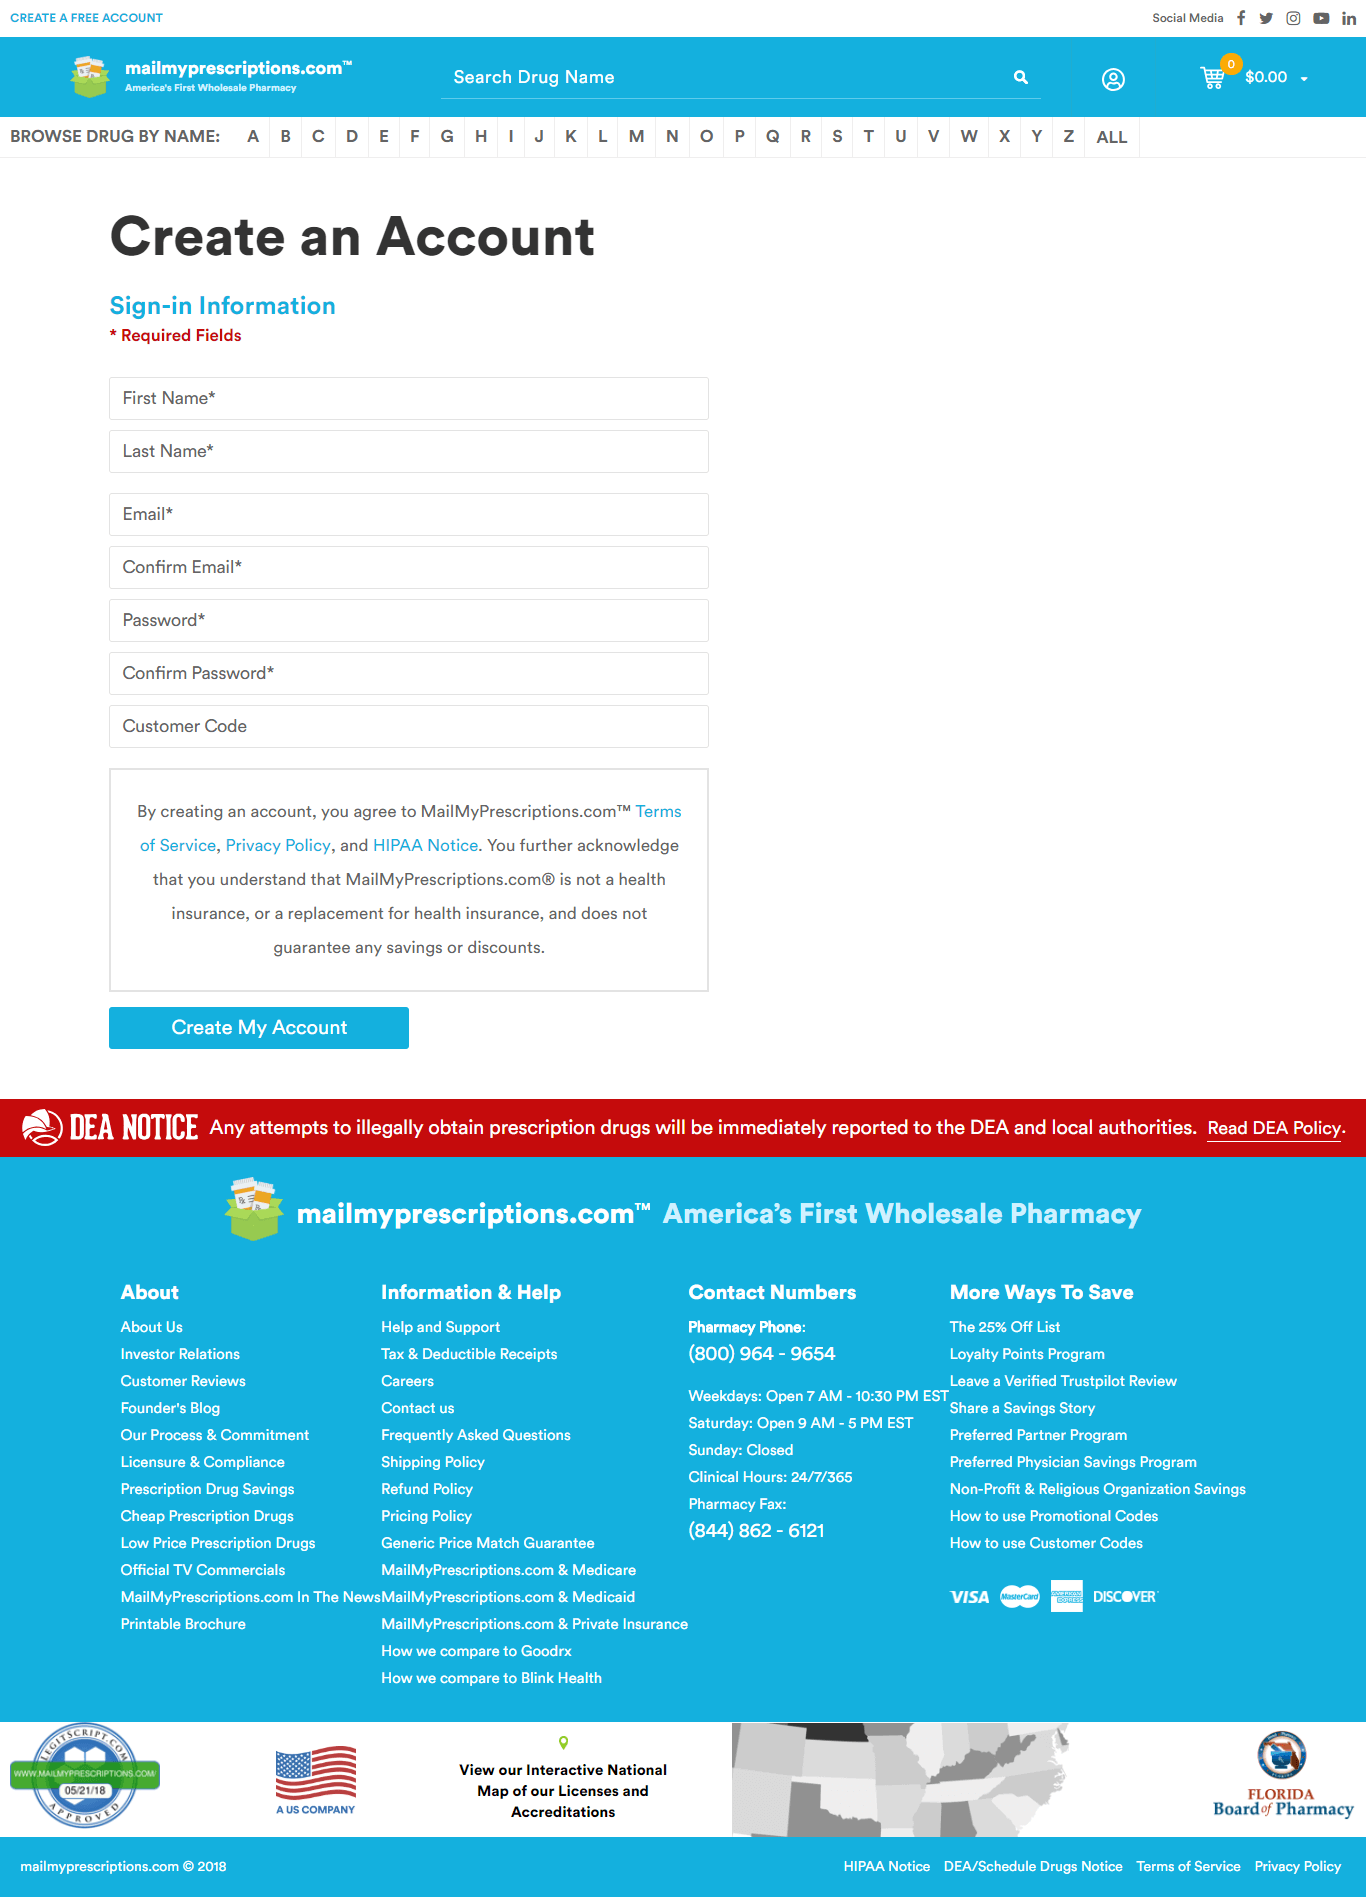 CREATE A FREE ACCOUNT
Social Media
mailmyprescriptions.com™
America's First Wholesale Pharmacy
Search Drug Name
0
$0.00
BROWSE DRUG BY NAME: A B C D E F G H I J K L M N O P Q R S T U V W X Y Z ALL
Create an Account
Sign-in Information
* Required Fields
First Name*
Last Name*
Email*
Confirm Email*
Password*
Confirm Password*
Customer Code
By creating an account, you agree to MailMyPrescriptions.com™ Terms
of Service, Privacy Policy, and HIPAA Notice. You further acknowledge
that you understand that MailMyPrescriptions.com® is not a health
insurance, or a replacement for health insurance, and does not
guarantee any savings or discounts.
Create My Account
DEA NOTICE Any attempts to illegally obtain prescription drugs will be immediately reported to the DEA and local authorities. Read DEA Policy.
mailmyprescriptions.com™ America's First Wholesale Pharmacy
About
About Us
Investor Relations
Customer Reviews
Founder's Blog
Our Process & Commitment
Licensure & Compliance
Prescription Drug Savings
Cheap Prescription Drugs
Low Price Prescription Drugs
Official TV Commercials
MailMyPrescriptions.com In The News
Printable Brochure
Information & Help
Help and Support
Tax & Deductible Receipts
Careers
Contact us
Frequently Asked Questions
Shipping Policy
Refund Policy
Pricing Policy
Generic Price Match Guarantee
MailMyPrescriptions.com & Medicare
MailMyPrescriptions.com & Medicaid
MailMyPrescriptions.com & Private Insurance
How we compare to Goodrx
How we compare to Blink Health
Contact Numbers
Pharmacy Phone:
(800) 964 - 9654
Weekdays: Open 7 AM - 10:30 PM EST
Saturday: Open 9 AM - 5 PM EST
Sunday: Closed
Clinical Hours: 24/7/365
Pharmacy Fax:
(844) 862 - 6121
More Ways To Save
The 25% Off List
Loyalty Points Program
Leave a Verified Trustpilot Review
Share a Savings Story
Preferred Partner Program
Preferred Physician Savings Program
Non-Profit & Religious Organization Savings
How to use Promotional Codes
How to use Customer Codes
VISA MasterCard AMERICAN EXPRESS DISCOVER
LEGITSCRIPT.COM
WWW.MAILMYPRESCRIPTIONS.COM/
05/21/18
APPROVED
A US COMPANY
View our Interactive National
Map of our Licenses and
Accreditations
FLORIDA
Board of Pharmacy
mailmyprescriptions.com © 2018
HIPAA Notice DEA/Schedule Drugs Notice Terms of Service Privacy Policy